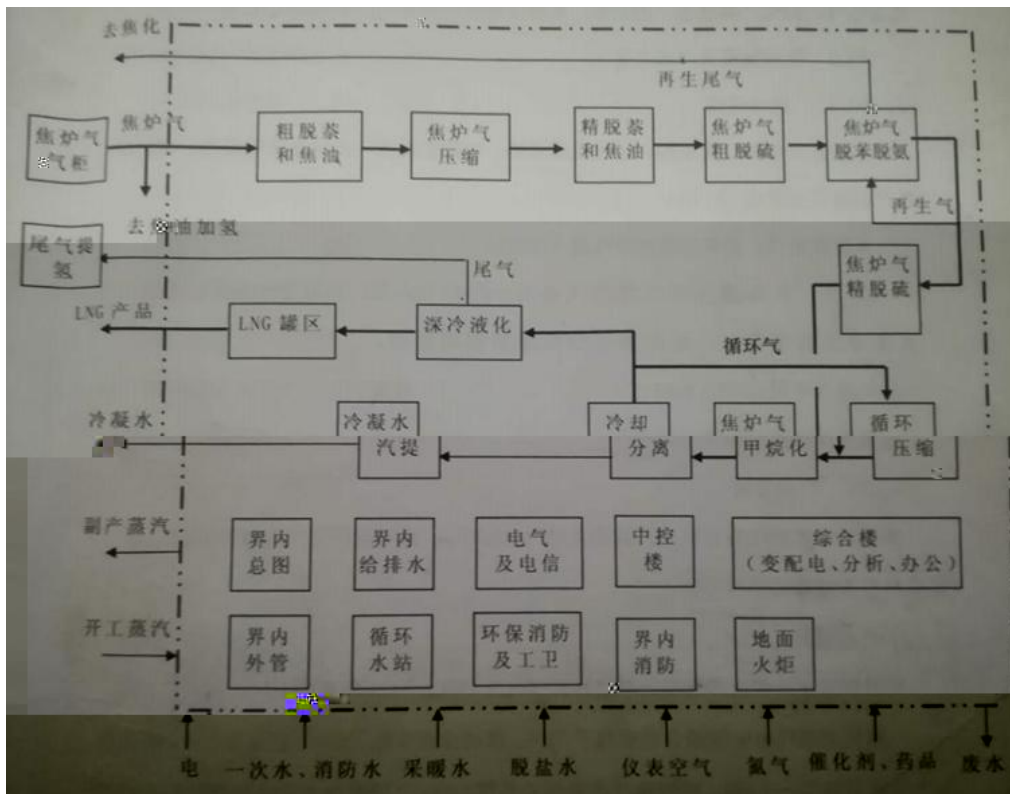 去焦化
再生尾气
焦炉气
气柜
焦炉气
粗脱萘
和焦油
焦炉气
压缩
精脱萘
和焦油
焦炉气
粗脱硫
焦炉气
脱苯脱氨
再生气
去焦油加氢
尾气提
氢
尾气
焦炉气
精脱硫
LNG 产品
LNG 罐区
深冷液化
循环气
冷凝水
冷凝水
汽提
冷却
分离
焦炉气
甲烷化
循环
压缩
副产蒸汽
界内
总图
界内
给排水
电气
及电信
中控
楼
综合楼
(变配电、分析、办公)
开工蒸汽
界内
外管
循环
水站
环保消防
及工卫
界内
消防
地面
火炬
电
一次水、消防水
采暖水
脱盐水
仪表空气
氮气
催化剂、药品
废水